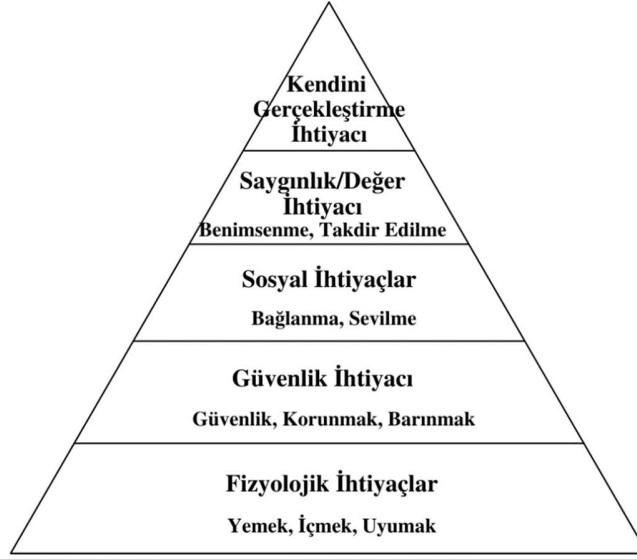 Kendini
Gerçekleştirme
İhtiyacı
Saygınlık/Değer
İhtiyacı
Benimsenme, Takdir Edilme
Sosyal İhtiyaçlar
Bağlanma, Sevilme
Güvenlik İhtiyacı
Güvenlik, Korunmak, Barınmak
Fizyolojik İhtiyaçlar
Yemek, İçmek, Uyumak